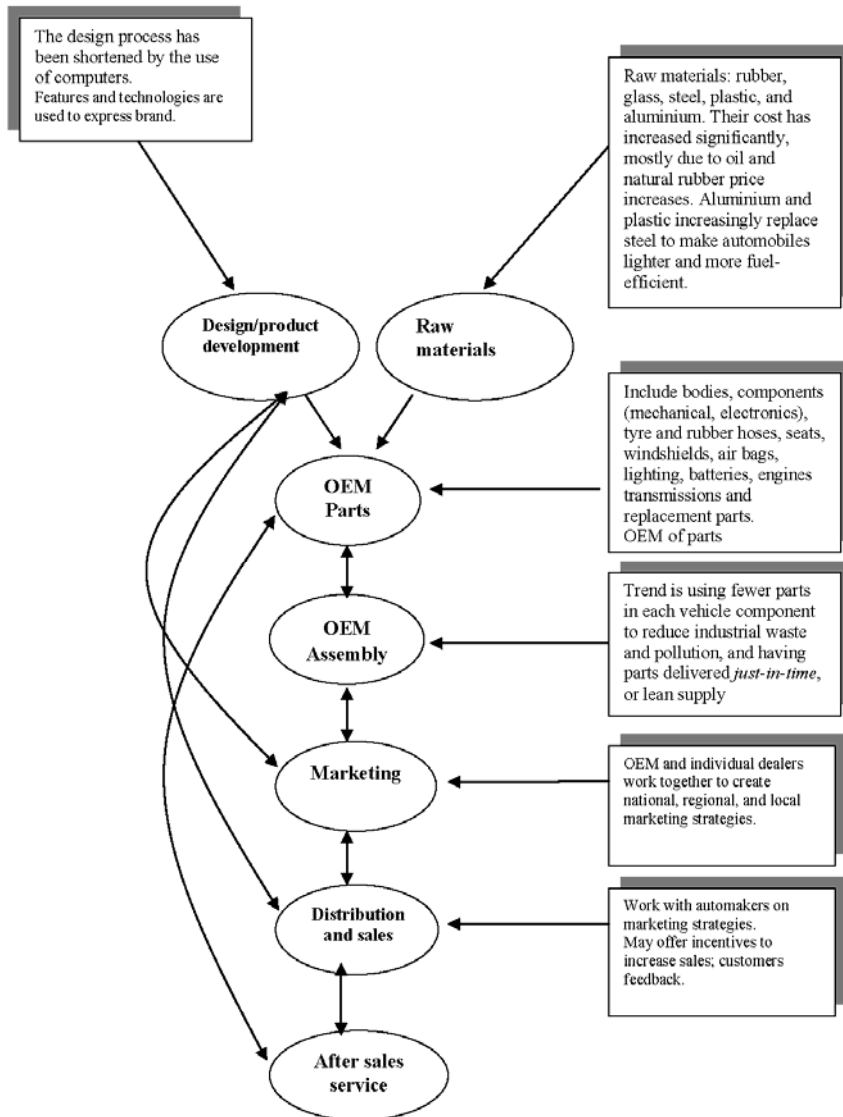 The design process has
been shortened by the use
of computers.
Features and technologies are
used to express brand.
Raw materials: rubber,
glass, steel, plastic, and
aluminium. Their cost has
increased significantly,
mostly due to oil and
natural rubber price
increases. Aluminium and
plastic increasingly replace
steel to make automobiles
lighter and more fuel-
efficient.
Design/product
development
Raw
materials
Include bodies, components
(mechanical, electronics),
tyre and rubber hoses, seats,
windshields, air bags,
lighting, batteries, engines
transmissions and
replacement parts.
OEM of parts
OEM
Parts
Trend is using fewer parts
in each vehicle component
to reduce industrial waste
and pollution, and having
parts delivered just-in-time,
or lean supply
OEM
Assembly
OEM and individual dealers
work together to create
national, regional, and local
marketing strategies.
Marketing
Work with automakers on
marketing strategies.
May offer incentives to
increase sales; customers
feedback.
Distribution
and sales
After sales
service